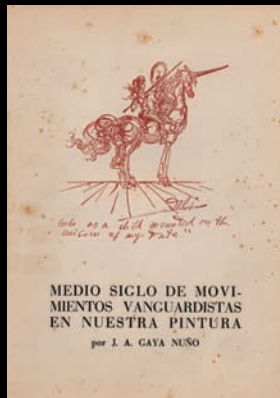 Dalí
as a child mounted on the
unicorn of my fate"
MEDIO SIGLO DE MOVI-
MIENTOS VANGUARDISTAS
EN NUESTRA PINTURA
por J. A. GAYA NUÑO